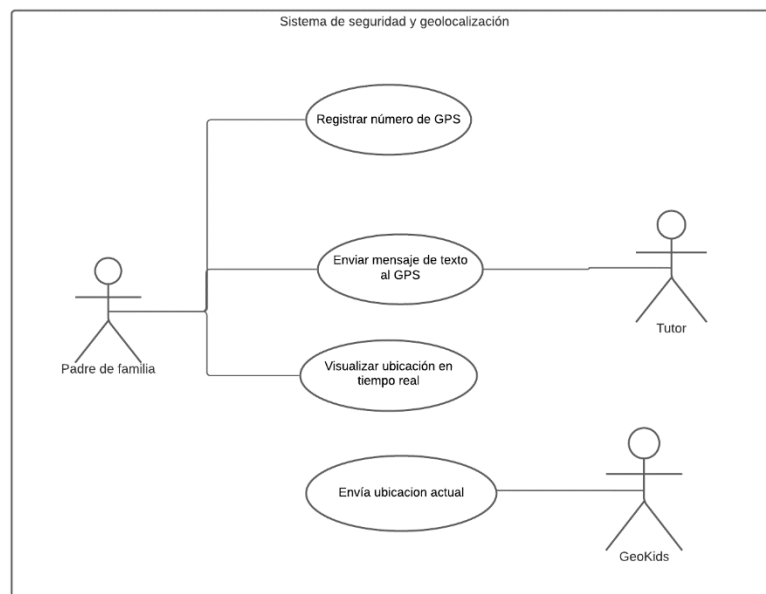 Sistema de seguridad y geolocalización
Registrar número de GPS
Enviar mensaje de texto
al GPS
Tutor
Padre de familia
Visualizar ubicación en
tiempo real
Envía ubicacion actual
GeoKids